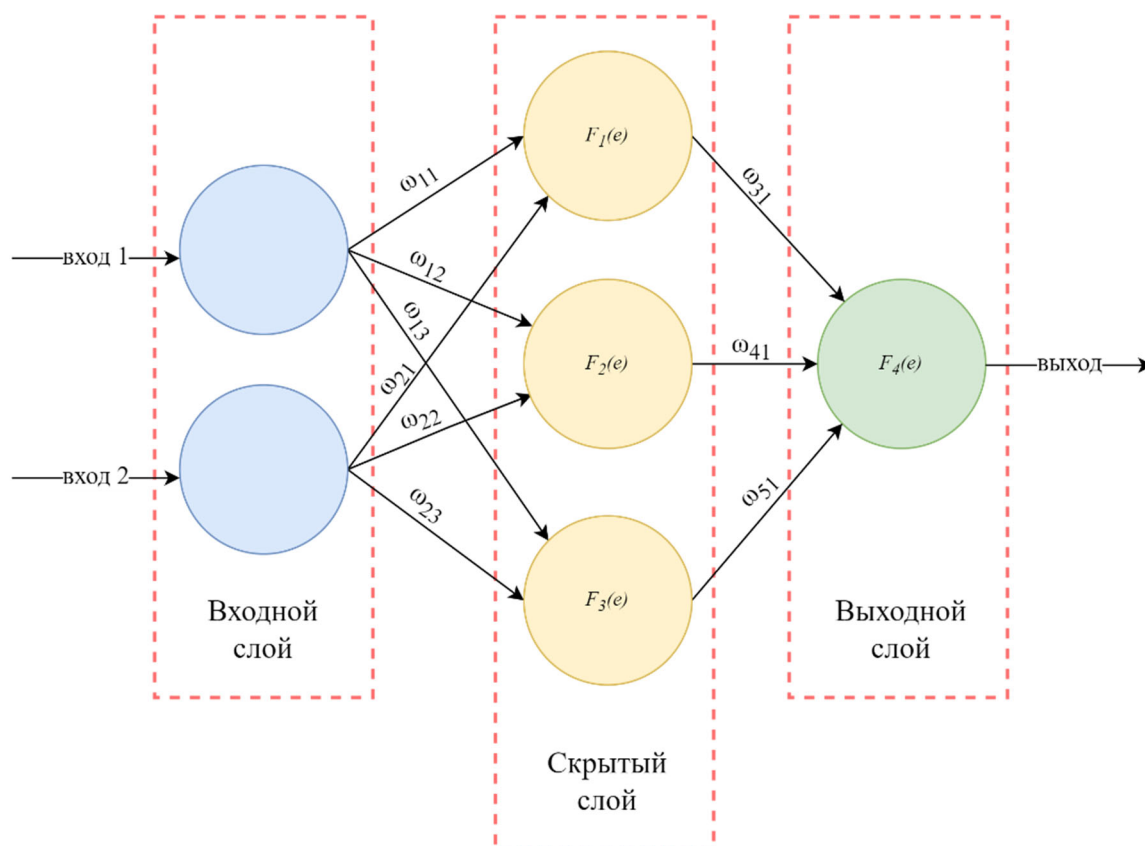 F₁(e)
ω₁₁
ω₃₁
вход 1
ω₁₂
ω₁₃
F₂(e)
ω₄₁
F₄(e)
выход
ω₂₁
ω₂₂
вход 2
ω₂₃
ω₅₁
F₃(e)
Входной
слой
Выходной
слой
Скрытый
слой